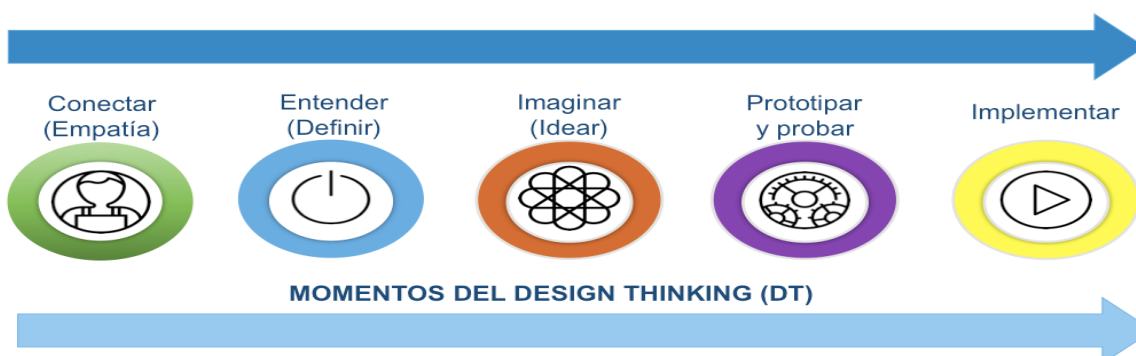 Conectar
(Empatía)
Entender
(Definir)
Imaginar
(Idear)
Prototipar
y probar
Implementar
MOMENTOS DEL DESIGN THINKING (DT)